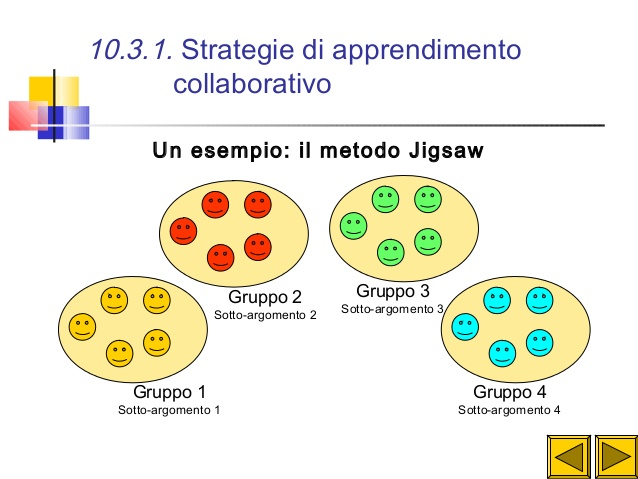 10.3.1. Strategie di apprendimento
collaborativo
Un esempio: il metodo Jigsaw
Gruppo 2
Sotto-argomento 2
Gruppo 3
Sotto-argomento 3
Gruppo 1
Sotto-argomento 1
Gruppo 4
Sotto-argomento 4